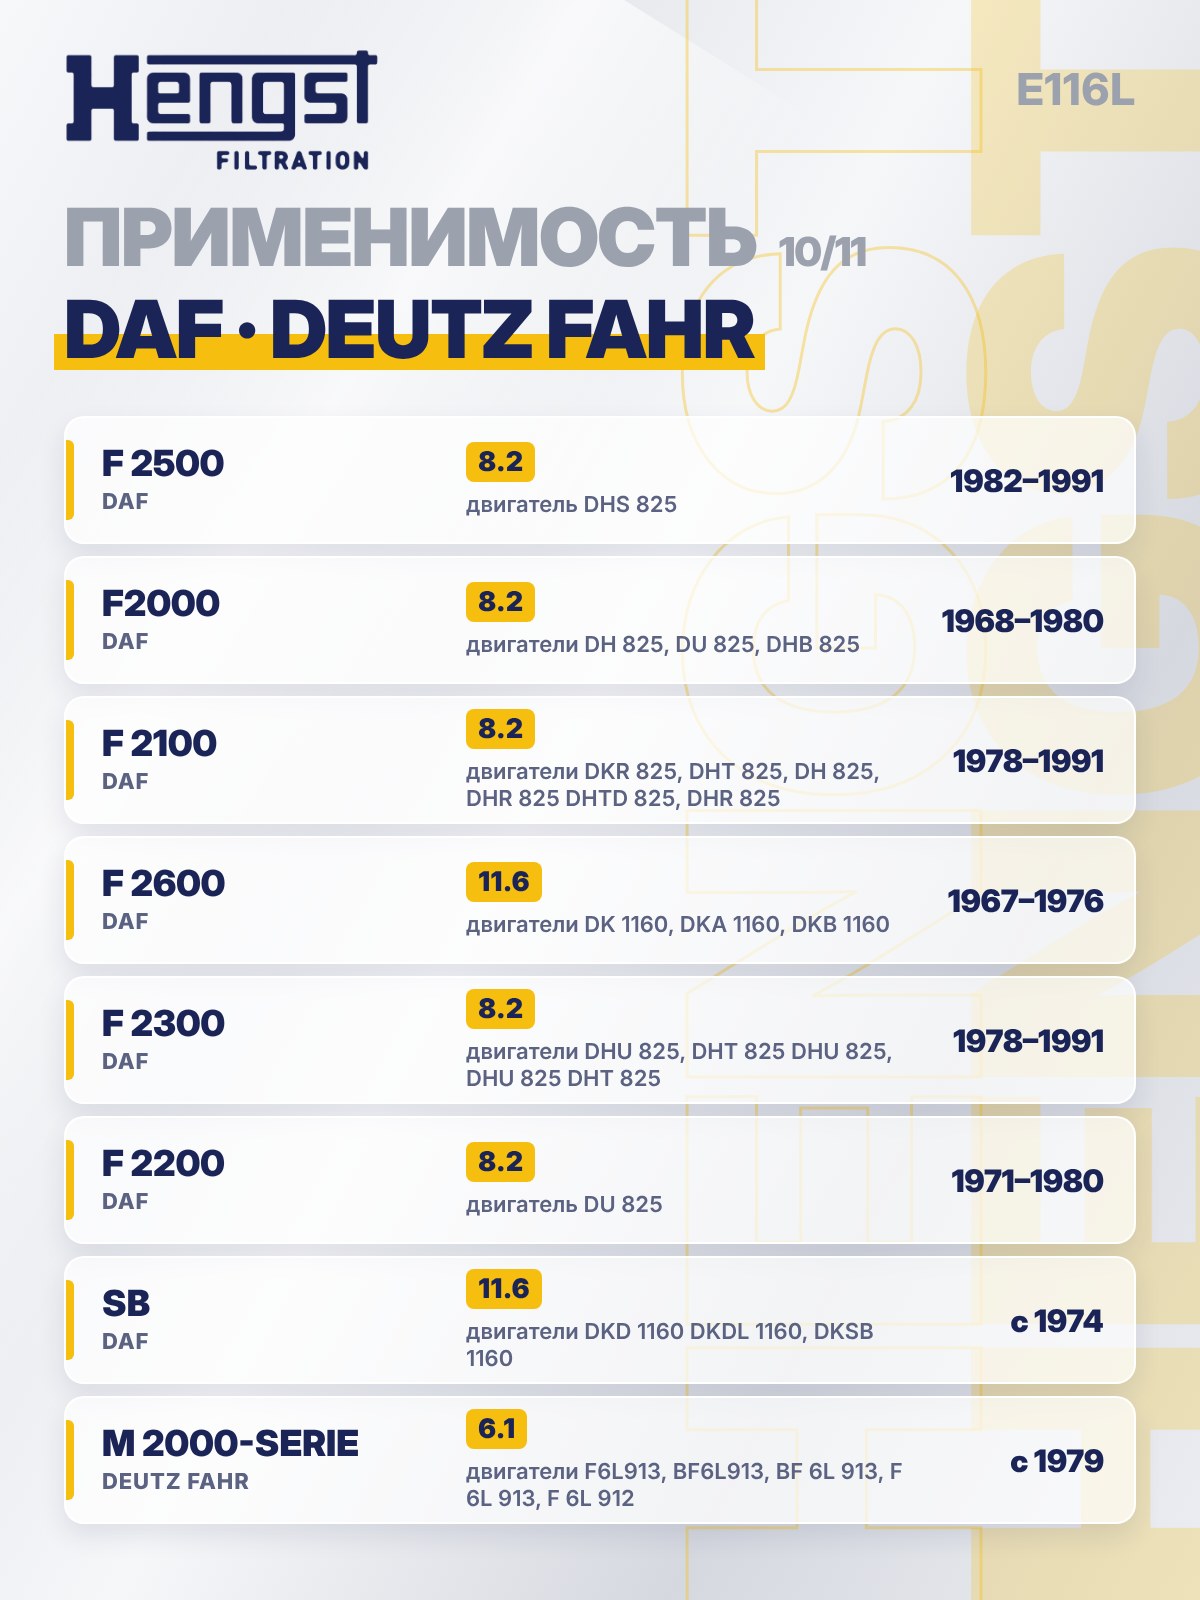 Hengst
FILTRATION
E116L
ПРИМЕНИМОСТЬ 10/11
DAF · DEUTZ FAHR
F 2500
DAF
8.2
двигатель DHS 825
1982–1991
F2000
DAF
8.2
двигатели DH 825, DU 825, DHB 825
1968–1980
F 2100
DAF
8.2
двигатели DKR 825, DHT 825, DH 825,
DHR 825 DHTD 825, DHR 825
1978–1991
F 2600
DAF
11.6
двигатели DK 1160, DKA 1160, DKB 1160
1967–1976
F 2300
DAF
8.2
двигатели DHU 825, DHT 825 DHU 825,
DHU 825 DHT 825
1978–1991
F 2200
DAF
8.2
двигатель DU 825
1971–1980
SB
DAF
11.6
двигатели DKD 1160 DKDL 1160, DKSB
1160
с 1974
M 2000-SERIE
DEUTZ FAHR
6.1
двигатели F6L913, BF6L913, BF 6L 913, F
6L 913, F 6L 912
с 1979
HENGST
HENGST